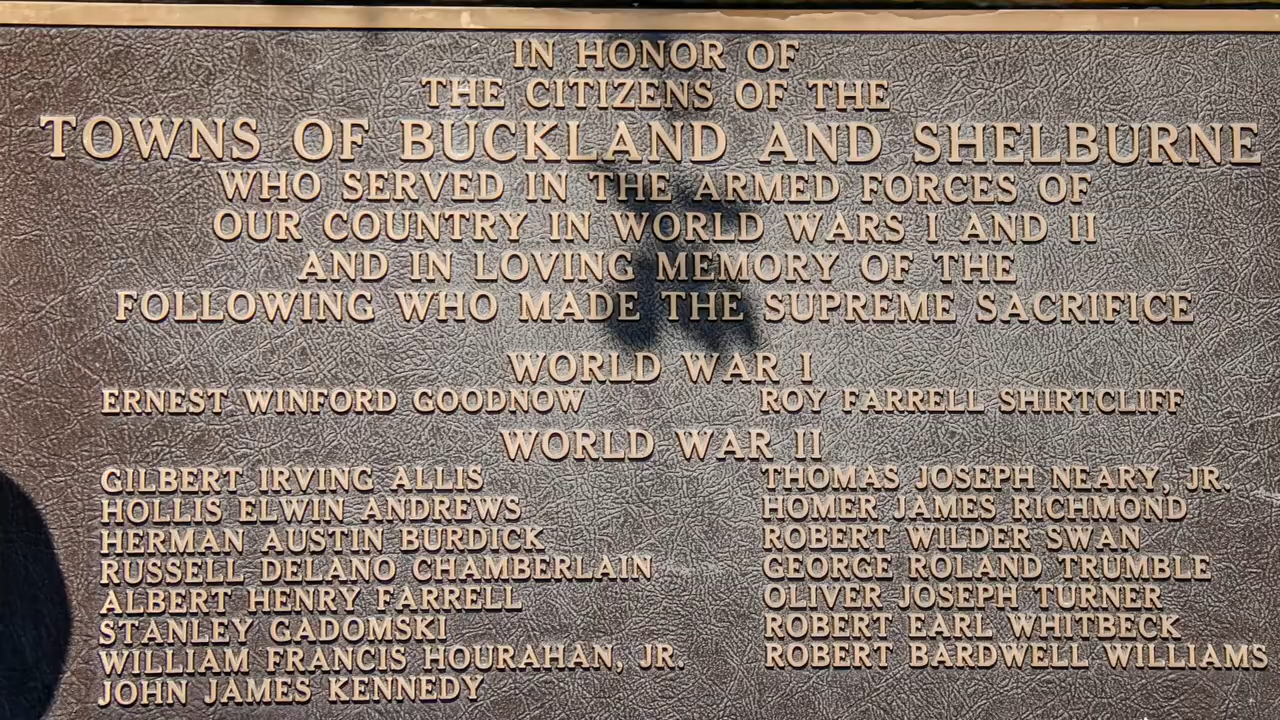 IN HONOR OF
THE CITIZENS OF THE
TOWNS OF BUCKLAND AND SHELBURNE
WHO SERVED IN THE ARMED FORCES OF
OUR COUNTRY IN WORLD WARS I AND II
AND IN LOVING MEMORY OF THE
FOLLOWING WHO MADE THE SUPREME SACRIFICE
WORLD WAR I
ERNEST WINFORD GOODNOW ROY FARRELL SHIRTCLIFF
WORLD WAR II
GILBERT IRVING ALLIS THOMAS JOSEPH NEARY, JR.
HOLLIS ELWIN ANDREWS HOMER JAMES RICHMOND
HERMAN AUSTIN BURDICK ROBERT WILDER SWAN
RUSSELL DELANO CHAMBERLAIN GEORGE ROLAND TRUMBLE
ALBERT HENRY FARRELL OLIVER JOSEPH TURNER
STANLEY GADOMSKI ROBERT EARL WHITBECK
WILLIAM FRANCIS HOURAHAN, JR. ROBERT BARDWELL WILLIAMS
JOHN JAMES KENNEDY